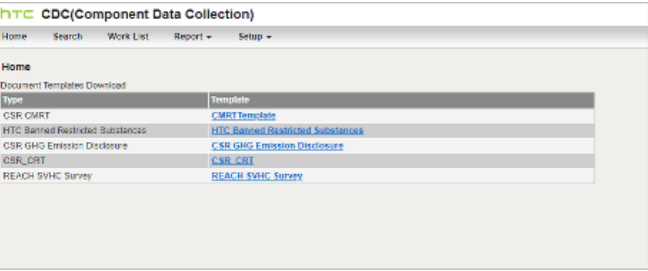 hTC CDC(Component Data Collection)
Home Search Work List Report Setup
Home
Document Templates Download
Type Template
CSR CMRT CMRTTemplate
HTC Banned Restricted Substances HTC Banned Restricted Substances
CSR GHG Emission Disclosure CSR GHG Emission Disclosure
CSR_CRT CSR_CRT
REACH SVHC Survey REACH SVHC Survey